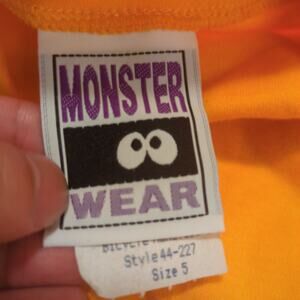 MONSTER
WEAR
BICYCLE
Style 44-227
Size 5